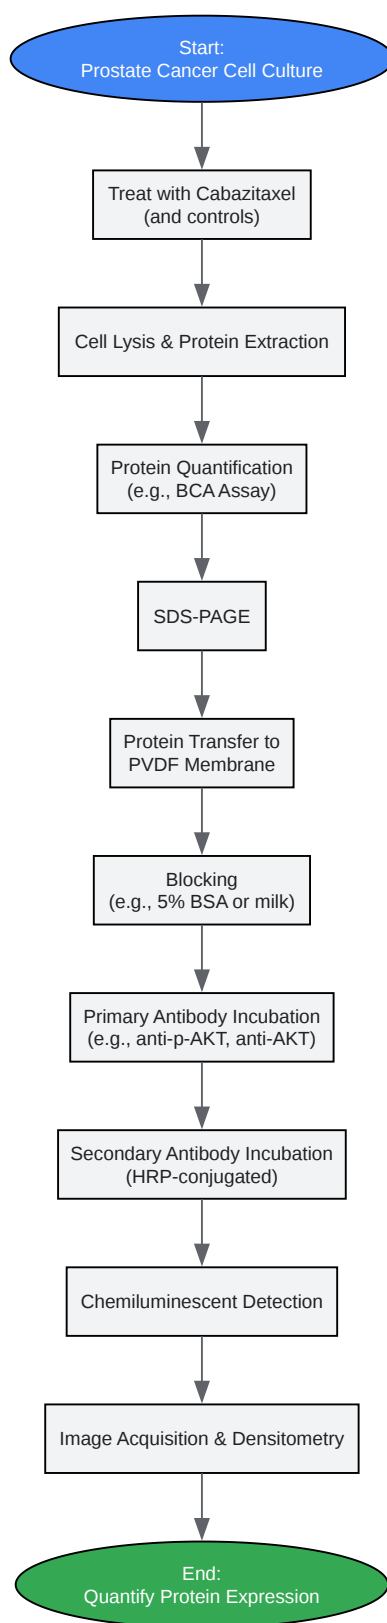 Start:
Prostate Cancer Cell Culture
Treat with Cabazitaxel
(and controls)
Cell Lysis & Protein Extraction
Protein Quantification
(e.g., BCA Assay)
SDS-PAGE
Protein Transfer to
PVDF Membrane
Blocking
(e.g., 5% BSA or milk)
Primary Antibody Incubation
(e.g., anti-p-AKT, anti-AKT)
Secondary Antibody Incubation
(HRP-conjugated)
Chemiluminescent Detection
Image Acquisition & Densitometry
End:
Quantify Protein Expression